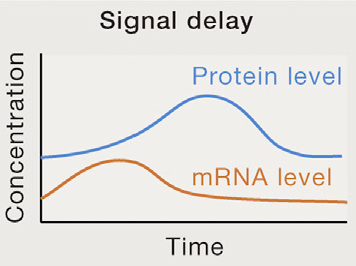 Signal delay
Protein level
mRNA level
Concentration
Time